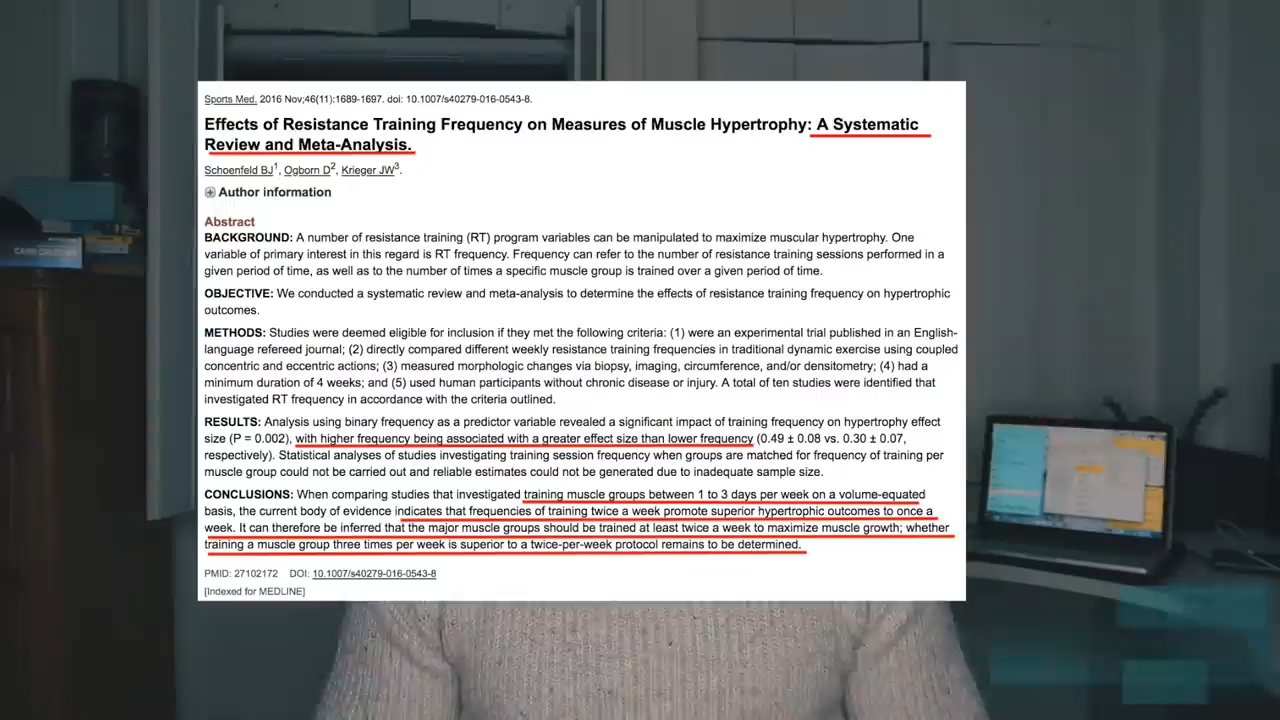 Sports Med. 2016 Nov;46(11):1689-1697. doi: 10.1007/s40279-016-0543-8.
Effects of Resistance Training Frequency on Measures of Muscle Hypertrophy: A Systematic
Review and Meta-Analysis.
Schoenfeld BJ1, Ogborn D2, Krieger JW3.
Author information
Abstract
BACKGROUND: A number of resistance training (RT) program variables can be manipulated to maximize muscular hypertrophy. One
variable of primary interest in this regard is RT frequency. Frequency can refer to the number of resistance training sessions performed in a
given period of time, as well as to the number of times a specific muscle group is trained over a given period of time.
OBJECTIVE: We conducted a systematic review and meta-analysis to determine the effects of resistance training frequency on hypertrophic
outcomes.
METHODS: Studies were deemed eligible for inclusion if they met the following criteria: (1) were an experimental trial published in an English-
language refereed journal; (2) directly compared different weekly resistance training frequencies in traditional dynamic exercise using coupled
concentric and eccentric actions; (3) measured morphologic changes via biopsy, imaging, circumference, and/or densitometry; (4) had a
minimum duration of 4 weeks; and (5) used human participants without chronic disease or injury. A total of ten studies were identified that
investigated RT frequency in accordance with the criteria outlined.
RESULTS: Analysis using binary frequency as a predictor variable revealed a significant impact of training frequency on hypertrophy effect
size (P = 0.002), with higher frequency being associated with a greater effect size than lower frequency (0.49 ± 0.08 vs. 0.30 ± 0.07,
respectively). Statistical analyses of studies investigating training session frequency when groups are matched for frequency of training per
muscle group could not be carried out and reliable estimates could not be generated due to inadequate sample size.
CONCLUSIONS: When comparing studies that investigated training muscle groups between 1 to 3 days per week on a volume-equated
basis, the current body of evidence indicates that frequencies of training twice a week promote superior hypertrophic outcomes to once a
week. It can therefore be inferred that the major muscle groups should be trained at least twice a week to maximize muscle growth; whether
training a muscle group three times per week is superior to a twice-per-week protocol remains to be determined.
PMID: 27102172 DOI: 10.1007/s40279-016-0543-8
[Indexed for MEDLINE]